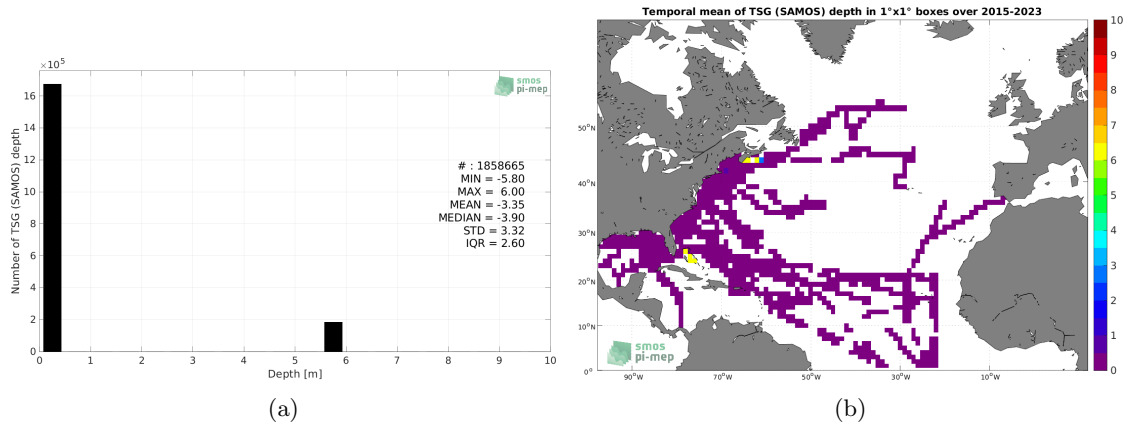 ×10⁵
16
14
12
10
8
6
4
2
0
Number of TSG (SAMOS) depth
smos
pi-mep
# : 1858665
MIN = -5.80
MAX = 6.00
MEAN = -3.35
MEDIAN = -3.90
STD = 3.32
IQR = 2.60
0 1 2 3 4 5 6 7 8 9 10
Depth [m]
(a)
Temporal mean of TSG (SAMOS) depth in 1°x1° boxes over 2015-2023
50°N
40°N
30°N
20°N
10°N
0°
90°W 70°W 50°W 30°W 10°W
smos
pi-mep
10
9
8
7
6
5
4
3
2
1
0
(b)